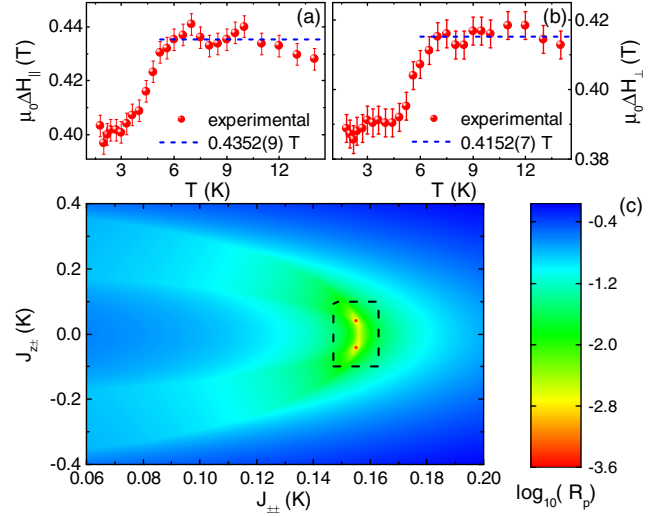 (a)
0.44
0.42
0.40
μ₀ΔH∥ (T)
experimental
0.4352(9) T
3 6 9 12
T (K)
(b)
0.42
0.40
0.38
μ₀ΔH⊥ (T)
experimental
0.4152(7) T
3 6 9 12
T (K)
(c)
0.4
0.2
0.0
-0.2
-0.4
J_z± (K)
0.06 0.08 0.10 0.12 0.14 0.16 0.18 0.20
J_±± (K)
-0.4
-1.2
-2.0
-2.8
-3.6
log₁₀( R_p)